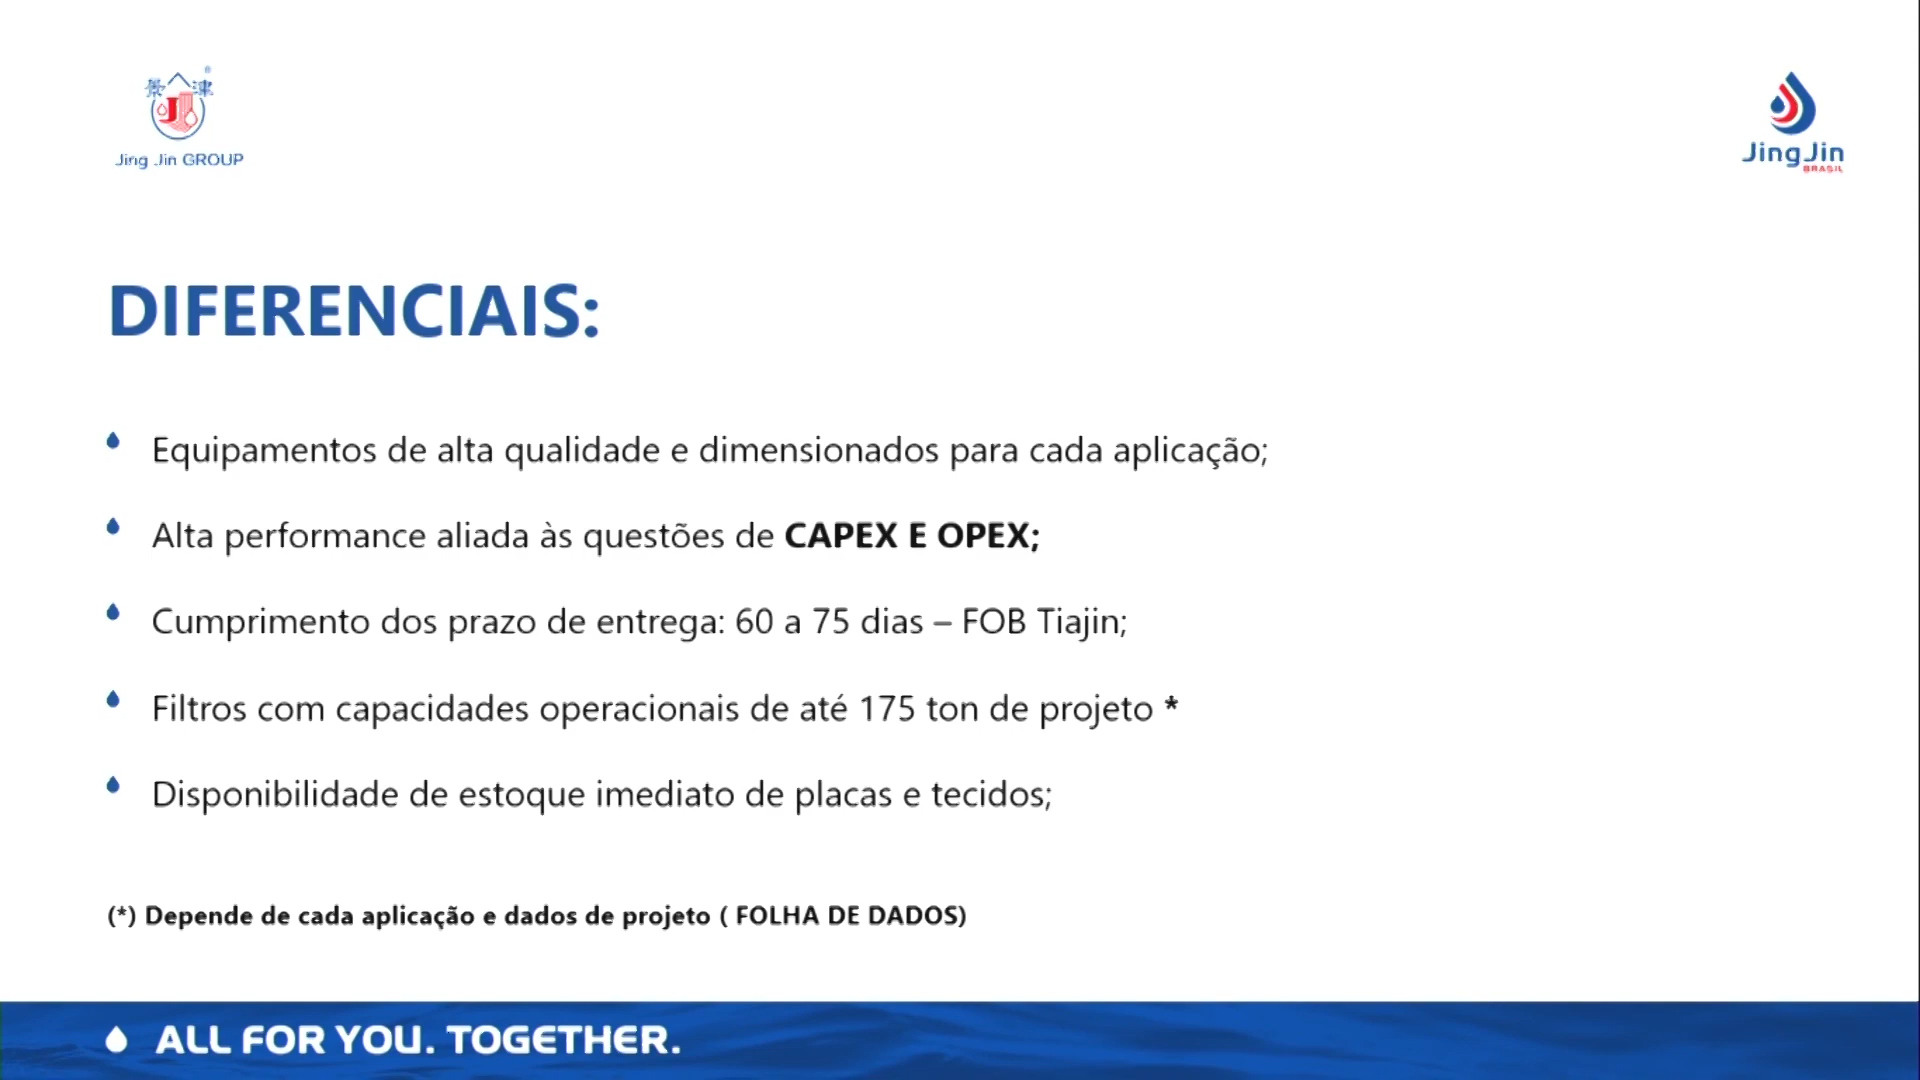 景津®
J
Jing Jin GROUP
JingJin
BRASIL
DIFERENCIAIS:
Equipamentos de alta qualidade e dimensionados para cada aplicação;
Alta performance aliada às questões de CAPEX E OPEX;
Cumprimento dos prazo de entrega: 60 a 75 dias – FOB Tiajin;
Filtros com capacidades operacionais de até 175 ton de projeto *
Disponibilidade de estoque imediato de placas e tecidos;
(*) Depende de cada aplicação e dados de projeto ( FOLHA DE DADOS)
ALL FOR YOU. TOGETHER.